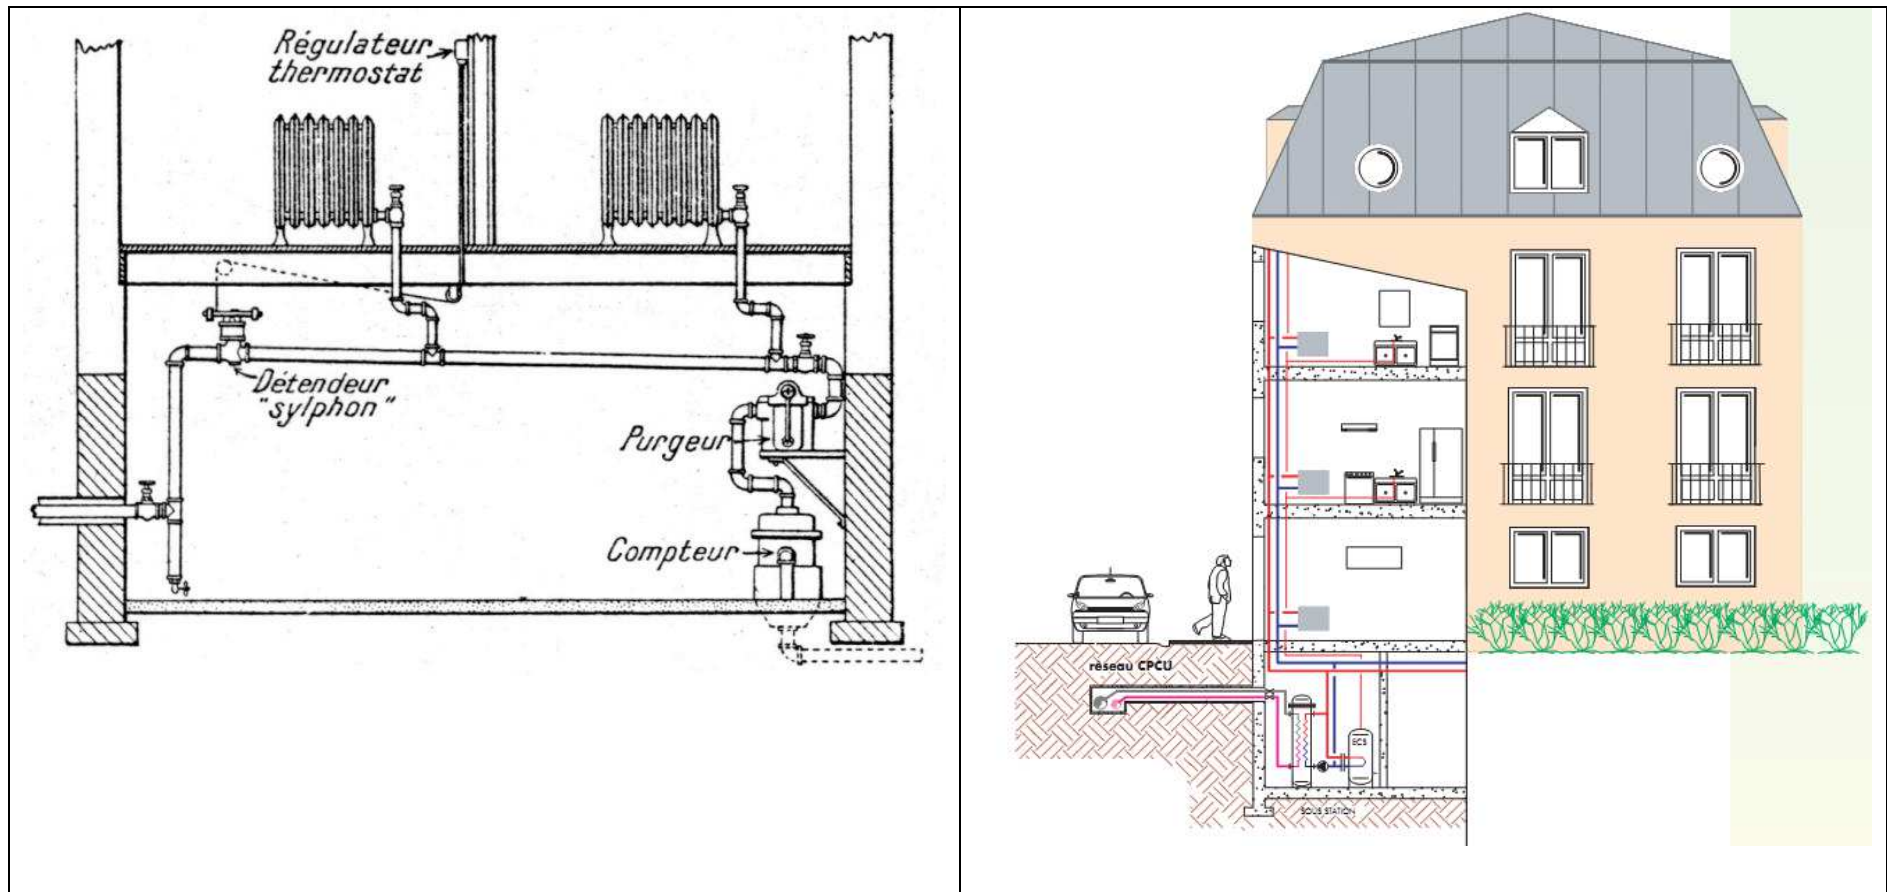 Régulateur
thermostat
Détendeur
"sylphon"
Purgeur
Compteur
réseau CPCU
ECS
SOUS STATION